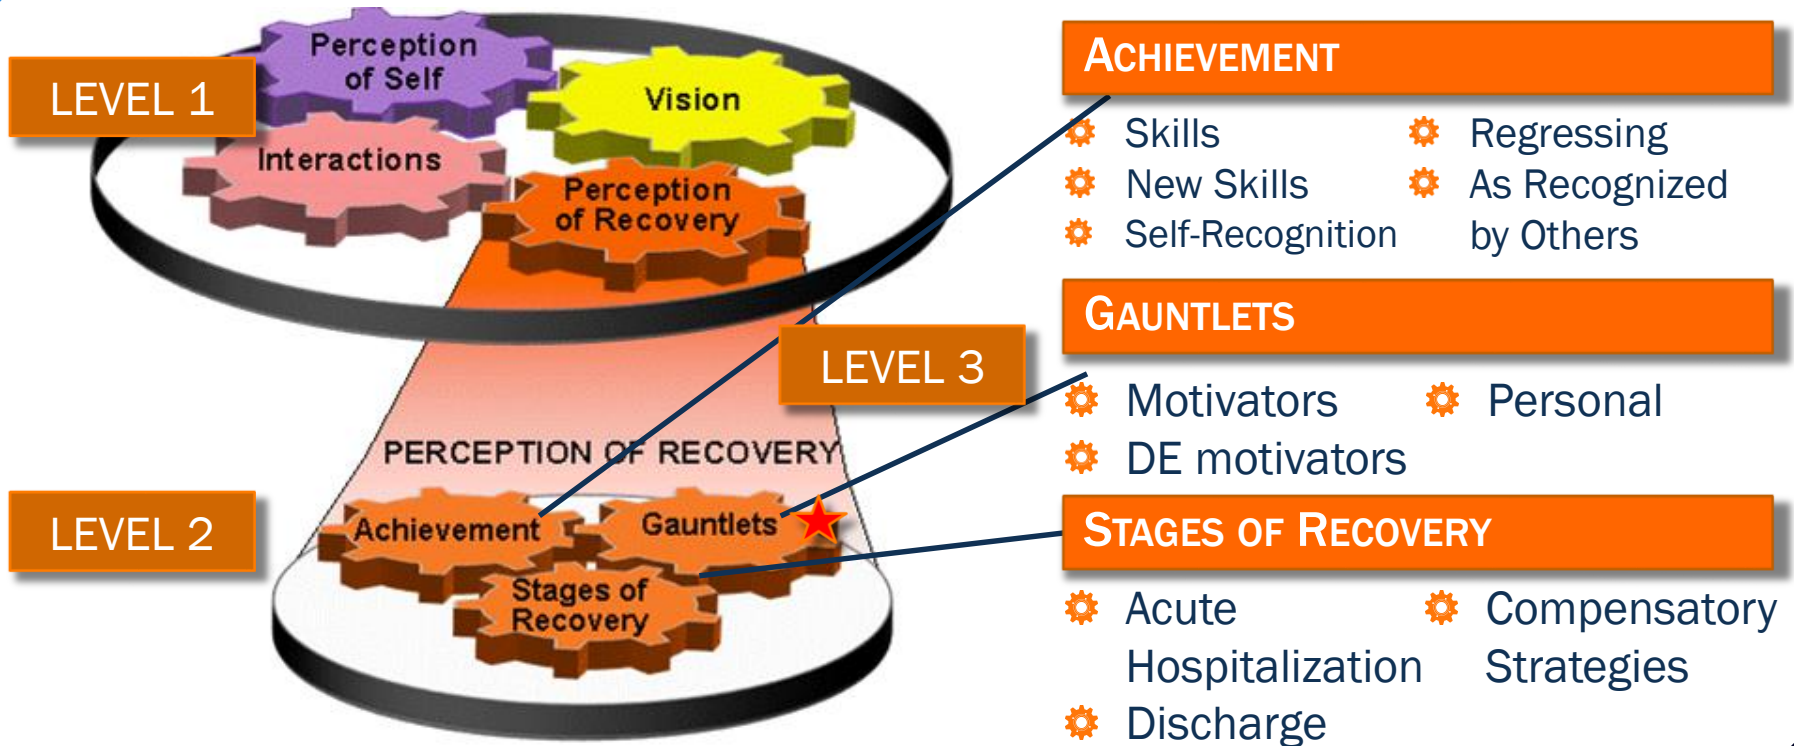 LEVEL 1
Perception
of Self
Vision
Interactions
Perception
of Recovery
LEVEL 3
PERCEPTION OF RECOVERY
LEVEL 2
Achievement
Gauntlets
Stages of
Recovery
ACHIEVEMENT
Skills
New Skills
Self-Recognition
Regressing
As Recognized
by Others
GAUNTLETS
Motivators
DE motivators
Personal
STAGES OF RECOVERY
Acute
Hospitalization
Discharge
Compensatory
Strategies